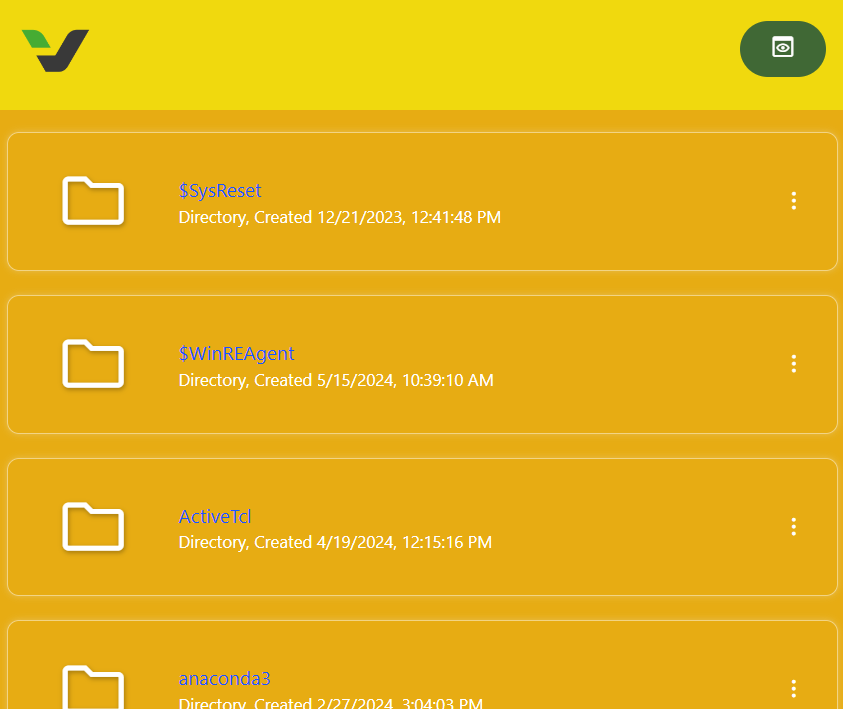 $SysReset
Directory, Created 12/21/2023, 12:41:48 PM
$WinREAgent
Directory, Created 5/15/2024, 10:39:10 AM
ActiveTcl
Directory, Created 4/19/2024, 12:15:16 PM
anaconda3
Directory, Created 2/27/2024, 3:04:03 PM